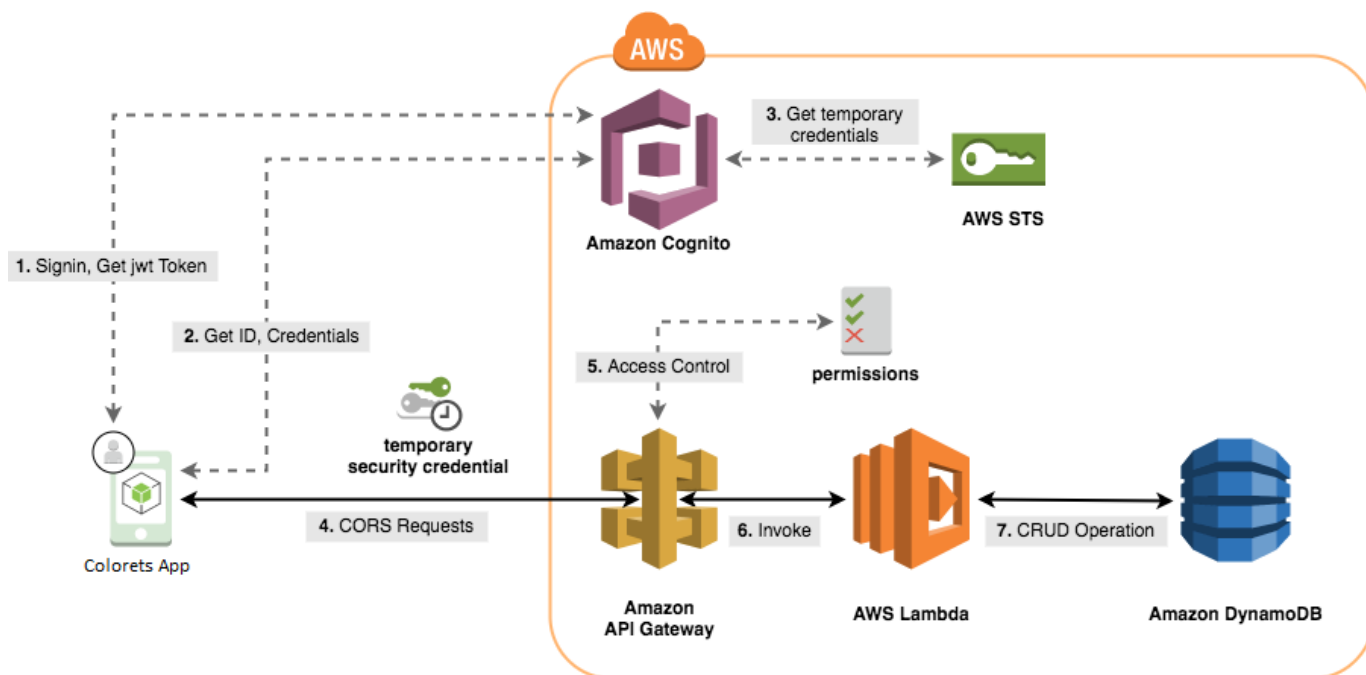 AWS
3. Get temporary
credentials
AWS STS
Amazon Cognito
1. Signin, Get jwt Token
2. Get ID, Credentials
5. Access Control
permissions
temporary
security credential
4. CORS Requests
6. Invoke
7. CRUD Operation
Colorets App
Amazon
API Gateway
AWS Lambda
Amazon DynamoDB